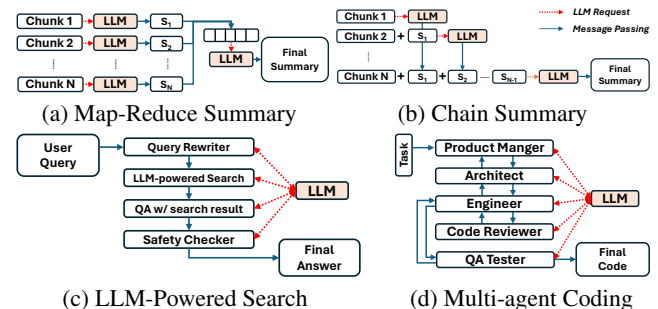 Chunk 1 LLM S1
Chunk 2 LLM S2
Chunk N LLM SN
LLM
Final
Summary
(a) Map-Reduce Summary
Chunk 1 LLM
Chunk 2 + S1 LLM
Chunk N + S1 + S2 ... SN-1 LLM
Final
Summary
LLM Request
Message Passing
(b) Chain Summary
User
Query
Query Rewriter
LLM-powered Search
QA w/ search result
Safety Checker
LLM
Final
Answer
(c) LLM-Powered Search
Task
Product Manger
Architect
Engineer
Code Reviewer
QA Tester
LLM
Final
Code
(d) Multi-agent Coding